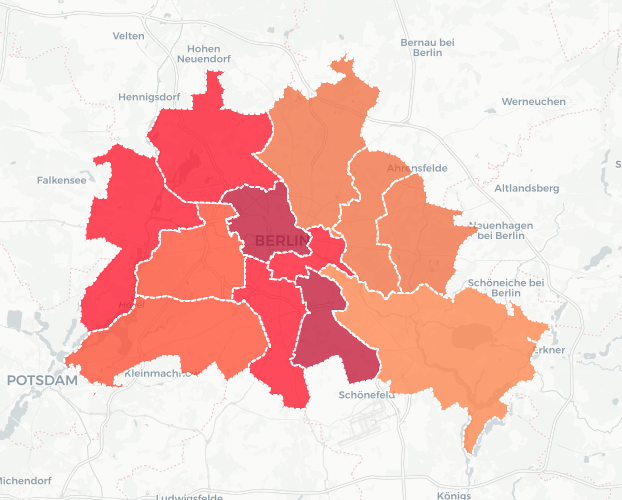 Velten
Hohen
Neuendorf
Bernau bei
Berlin
Hennigsdorf
Werneuchen
Ahrensfelde
Falkensee
Altlandsberg
Neuenhagen
bei Berlin
BERLIN
Schöneiche bei
Berlin
Erkner
POTSDAM
Kleinmachno
Schönefeld
Michendorf
Ludwigsfelde
Königs